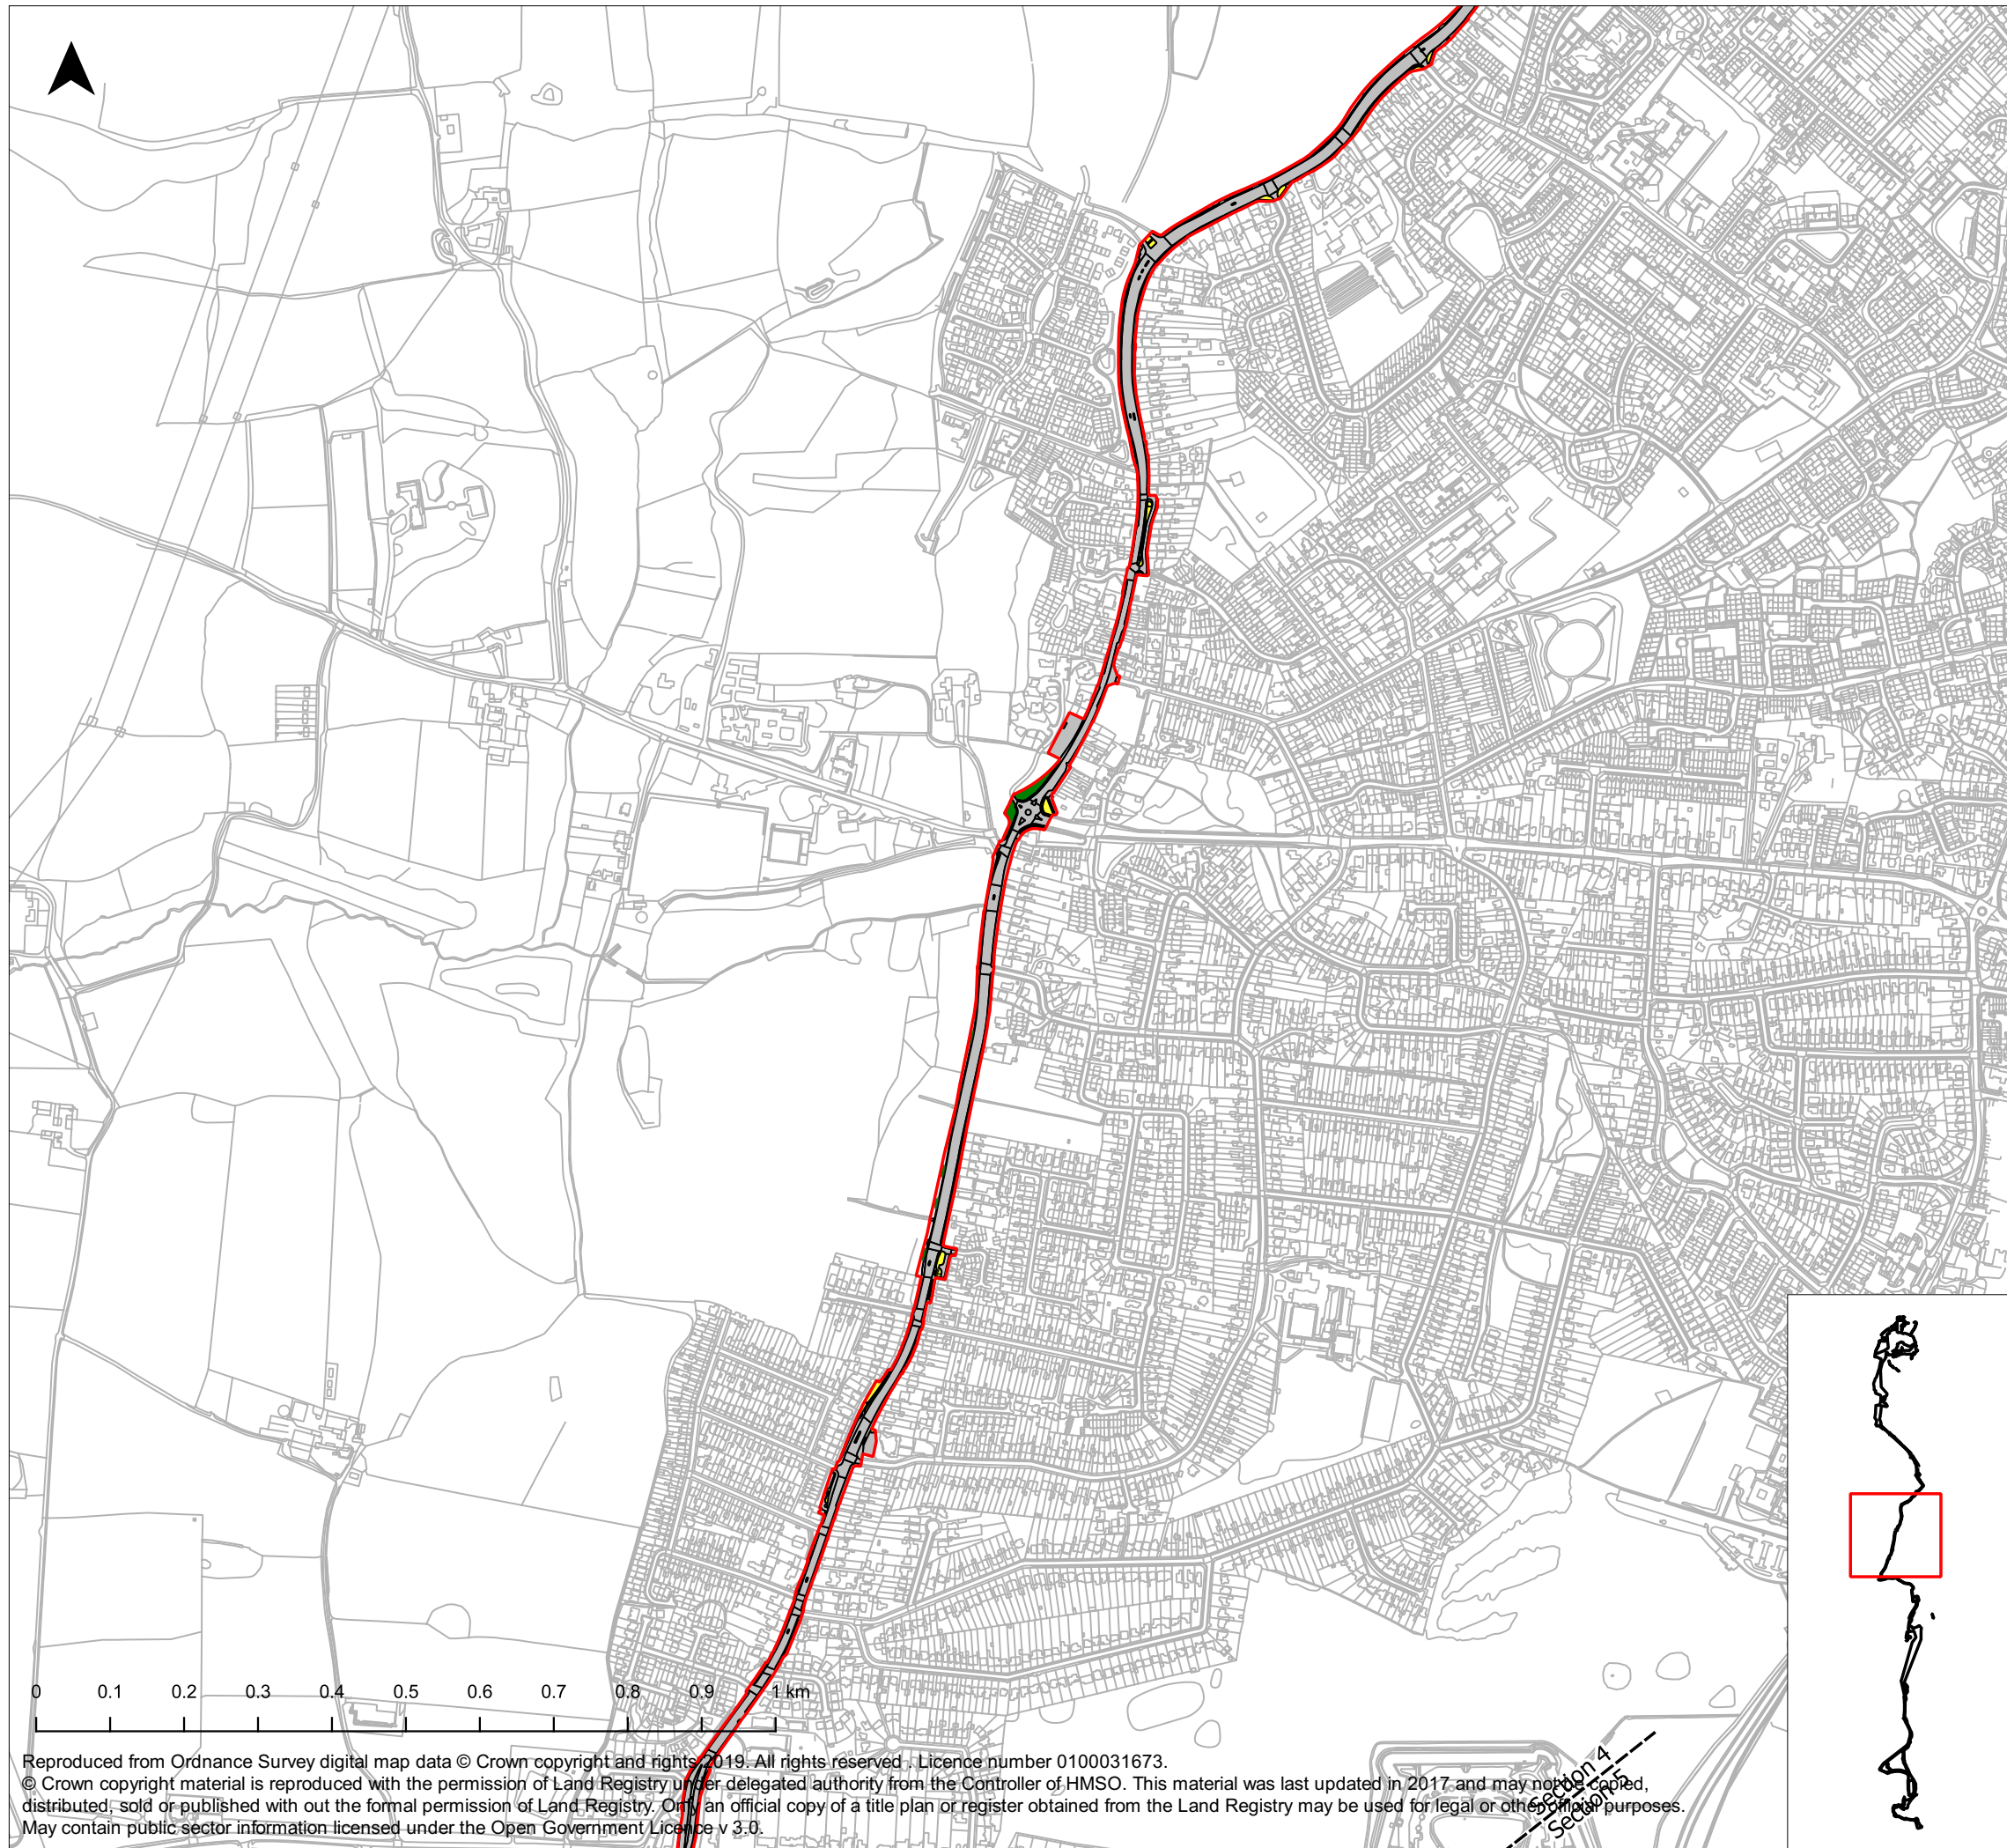 0 0.1 0.2 0.3 0.4 0.5 0.6 0.7 0.8 0.9 1 km
Reproduced from Ordnance Survey digital map data © Crown copyright and rights 2019. All rights reserved . Licence number 0100031673.
© Crown copyright material is reproduced with the permission of Land Registry under delegated authority from the Controller of HMSO. This material was last updated in 2017 and may not be copied,
distributed, sold or published with out the formal permission of Land Registry. Only an official copy of a title plan or register obtained from the Land Registry may be used for legal or other official purposes.
May contain public sector information licensed under the Open Government Licence v 3.0.
Section 4
Section 5